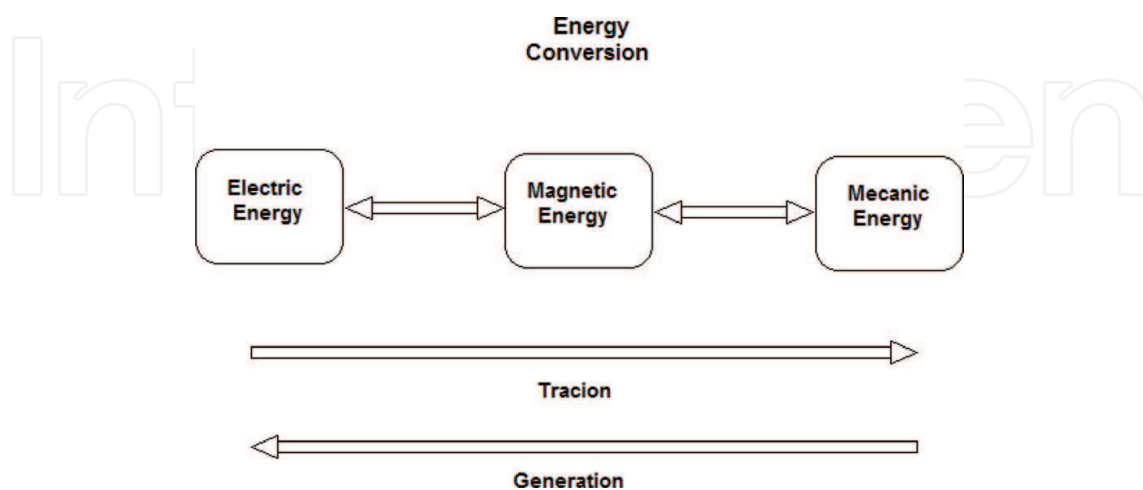 Energy
Conversion
Electric
Energy
Magnetic
Energy
Mecanic
Energy
Tracion
Generation